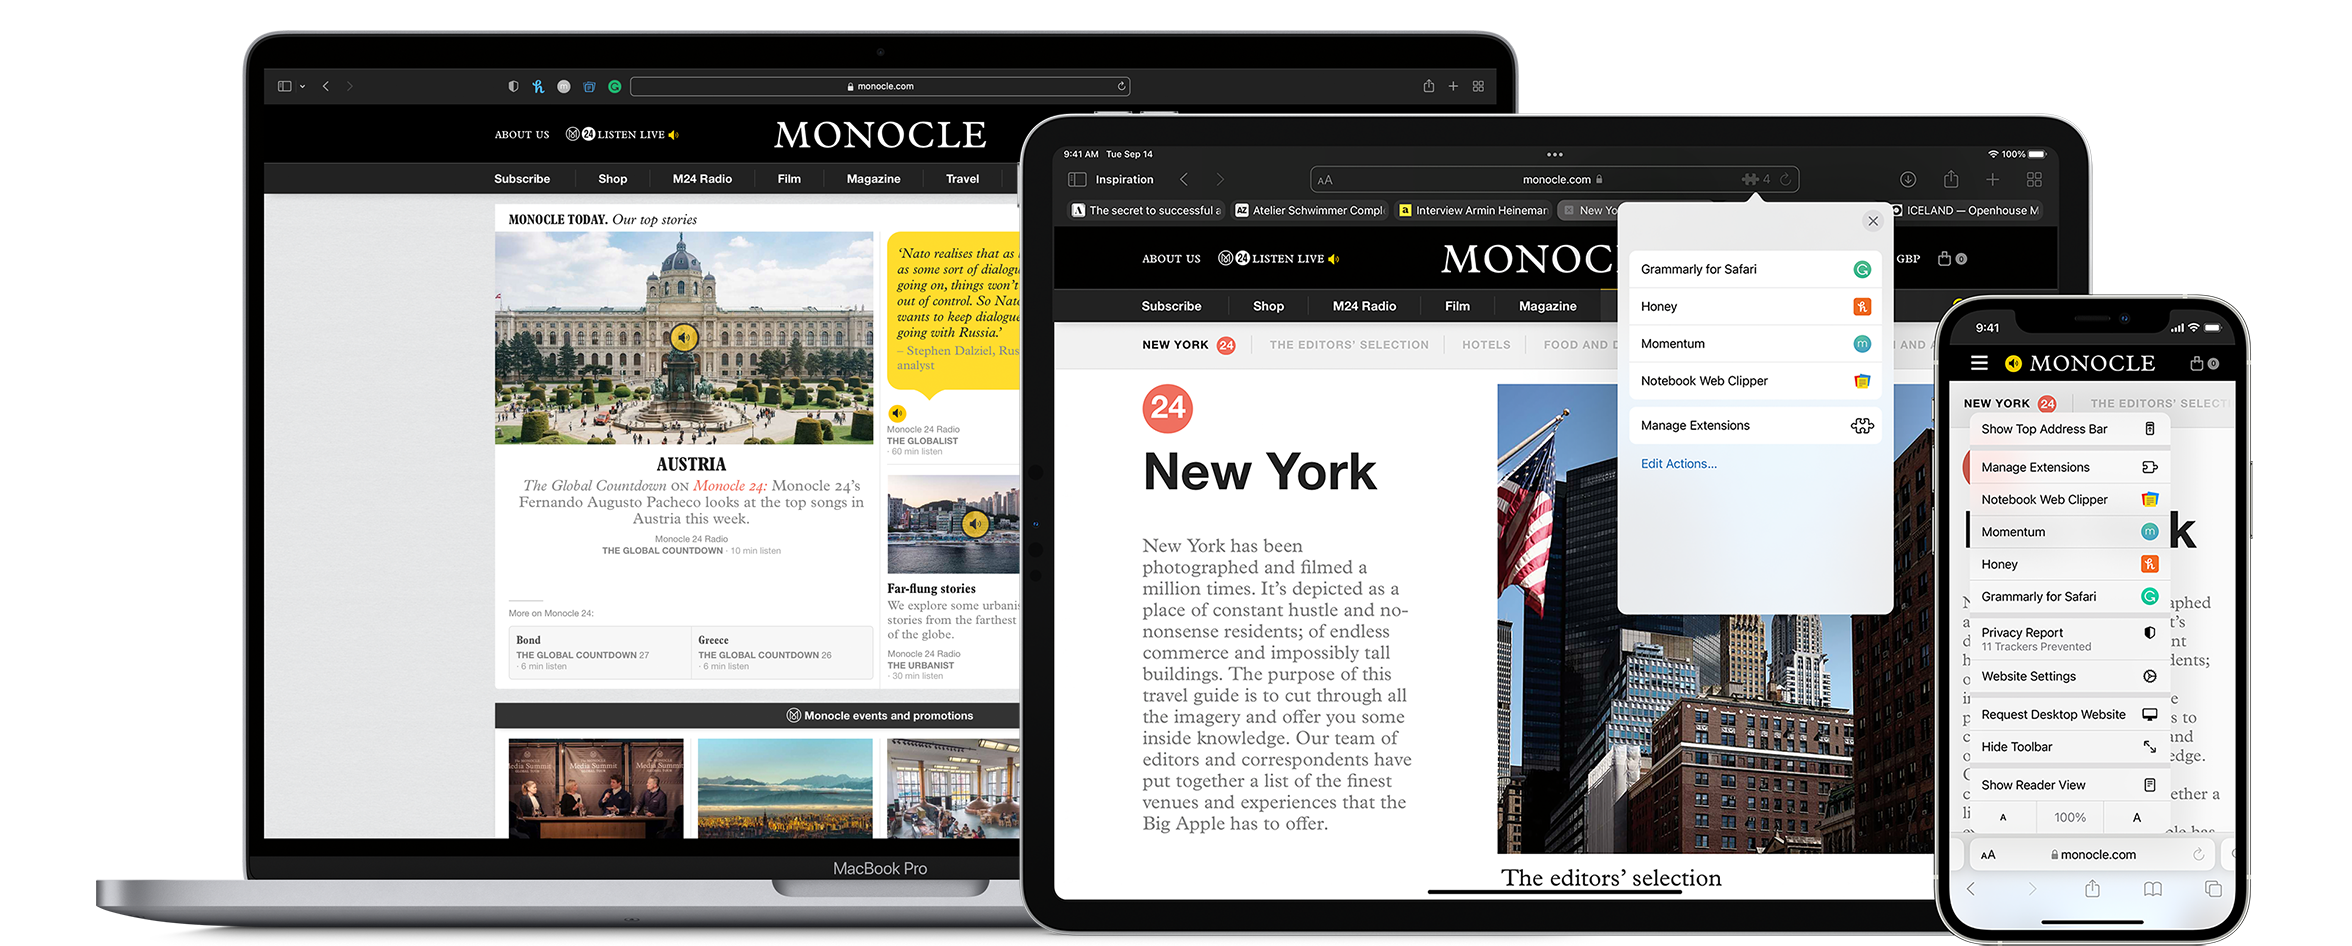 monocle.com
ABOUT US 24 LISTEN LIVE MONOCLE
Subscribe Shop M24 Radio Film Magazine Travel
MONOCLE TODAY. Our top stories
AUSTRIA
The Global Countdown ON Monocle 24: Monocle 24's
Fernando Augusto Pacheco looks at the top songs in
Austria this week.
Monocle 24 Radio
THE GLOBAL COUNTDOWN · 10 min listen
More on Monocle 24:
Bond
THE GLOBAL COUNTDOWN 27
· 6 min listen
Greece
THE GLOBAL COUNTDOWN 26
· 6 min listen
'Nato realises that as
as some sort of dialogu
going on, things won't
out of control. So Nato
wants to keep dialogue
going with Russia.'
– Stephen Dalziel, Rus
analyst
Monocle 24 Radio
THE GLOBALIST
· 60 min listen
Far-flung stories
We explore some urbanis
stories from the farthest
of the globe.
Monocle 24 Radio
THE URBANIST
· 30 min listen
Monocle events and promotions
Media Summit
Media Summit
Media Summit
MacBook Pro
9:41 AM Tue Sep 14
100%
Inspiration
AA monocle.com 4
The secret to successful a
AZ Atelier Schwimmer Compl
a Interview Armin Heineman
New Yo
ICELAND — Openhouse M
ABOUT US 24 LISTEN LIVE MONOC
GBP 0
Subscribe Shop M24 Radio Film Magazine
NEW YORK 24 THE EDITORS' SELECTION HOTELS FOOD AND D
N AND A
24
New York
New York has been
photographed and filmed a
million times. It's depicted as a
place of constant hustle and no-
nonsense residents; of endless
commerce and impossibly tall
buildings. The purpose of this
travel guide is to cut through all
the imagery and offer you some
inside knowledge. Our team of
editors and correspondents have
put together a list of the finest
venues and experiences that the
Big Apple has to offer.
The editors' selection
Grammarly for Safari
Honey
Momentum
Notebook Web Clipper
Manage Extensions
Edit Actions...
9:41
MONOCLE 0
NEW YORK 24 THE EDITORS' SELECT
Show Top Address Bar
Manage Extensions
Notebook Web Clipper
Momentum
Honey
Grammarly for Safari
Privacy Report
11 Trackers Prevented
Website Settings
Request Desktop Website
Hide Toolbar
Show Reader View
A 100% A
AA monocle.com